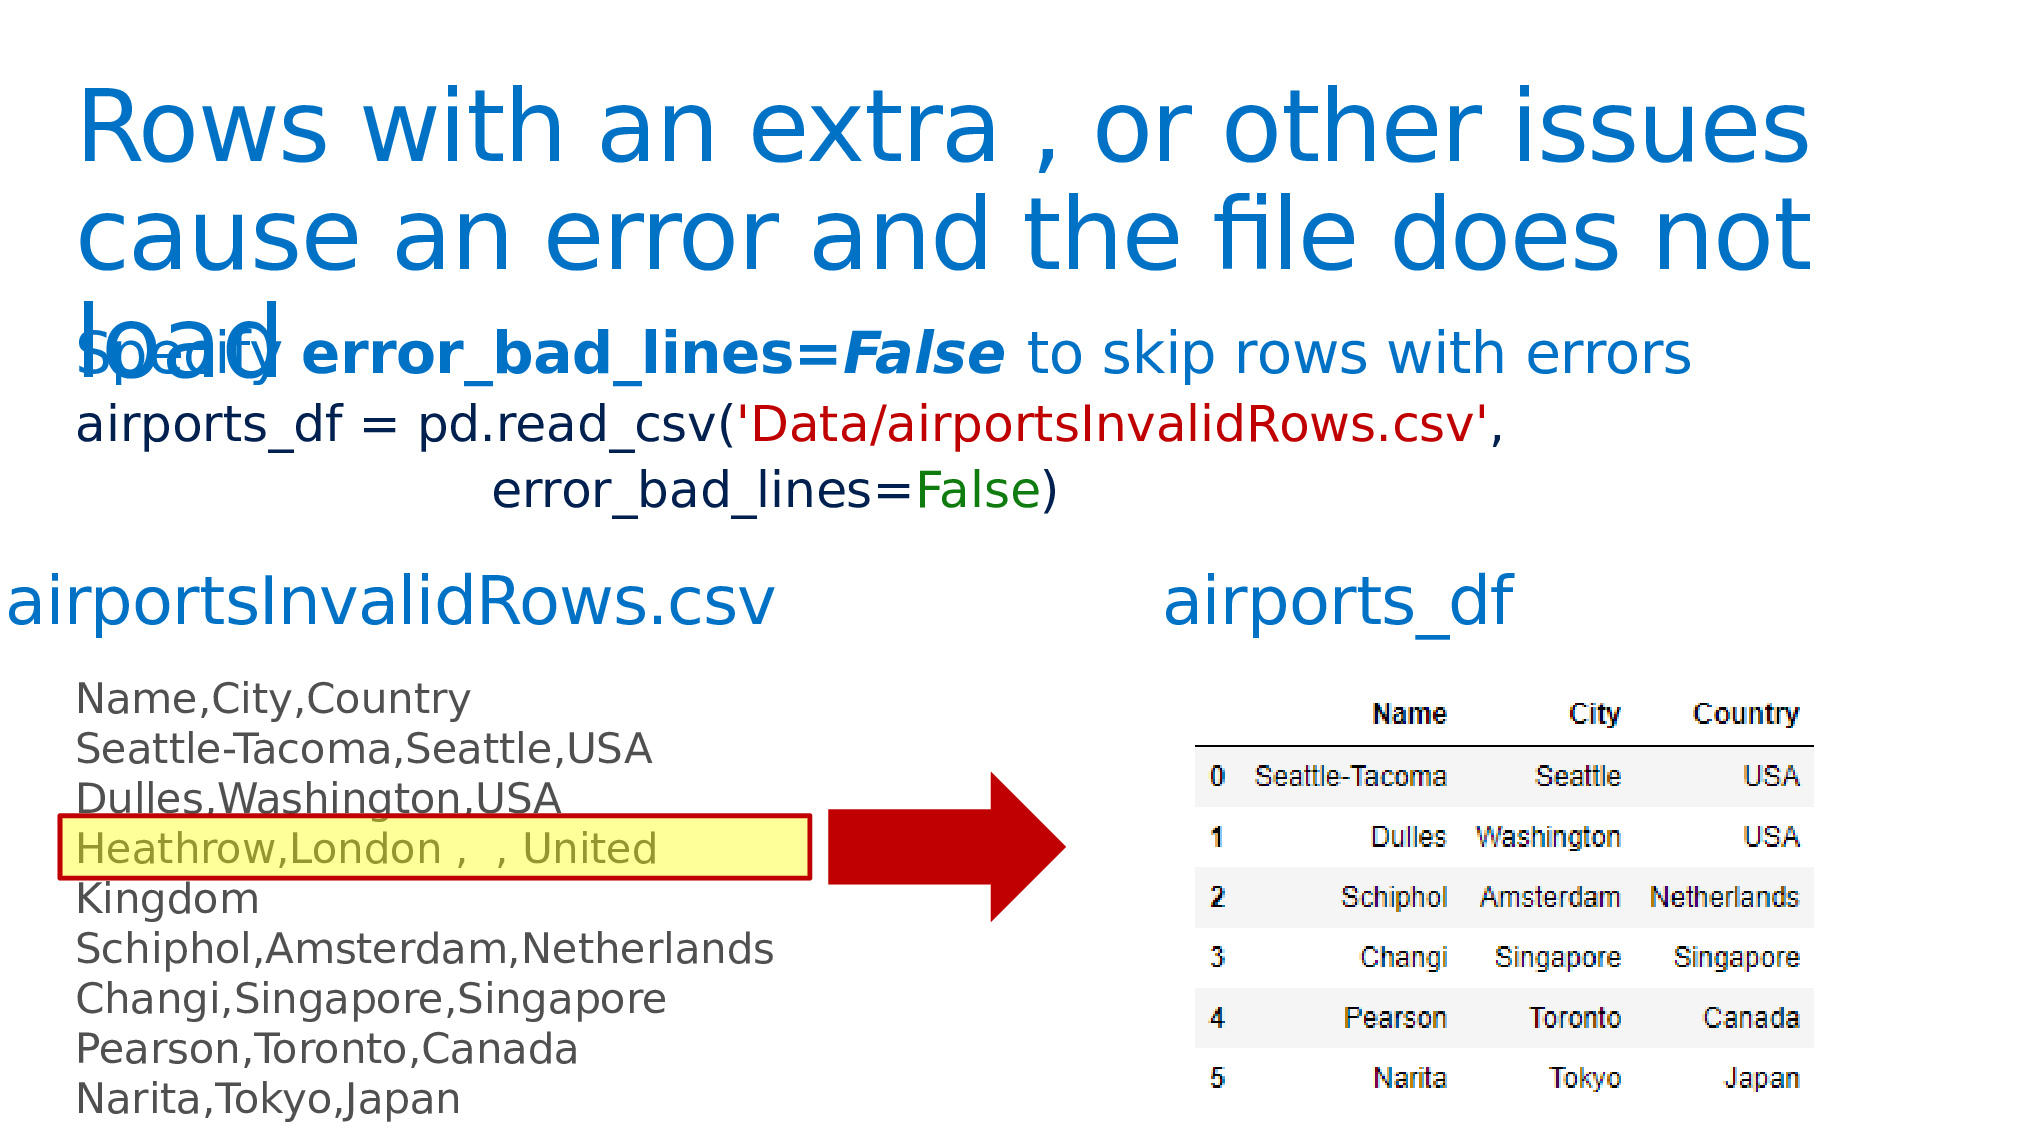 Rows with an extra , or other issues
cause an error and the file does not
load
Specify error_bad_lines=False to skip rows with errors
airports_df = pd.read_csv('Data/airportsInvalidRows.csv',
error_bad_lines=False)
airportsInvalidRows.csv
Name,City,Country
Seattle-Tacoma,Seattle,USA
Dulles,Washington,USA
Heathrow,London ,  , United
Kingdom
Schiphol,Amsterdam,Netherlands
Changi,Singapore,Singapore
Pearson,Toronto,Canada
Narita,Tokyo,Japan
airports_df
Name City Country
0 Seattle-Tacoma Seattle USA
1 Dulles Washington USA
2 Schiphol Amsterdam Netherlands
3 Changi Singapore Singapore
4 Pearson Toronto Canada
5 Narita Tokyo Japan